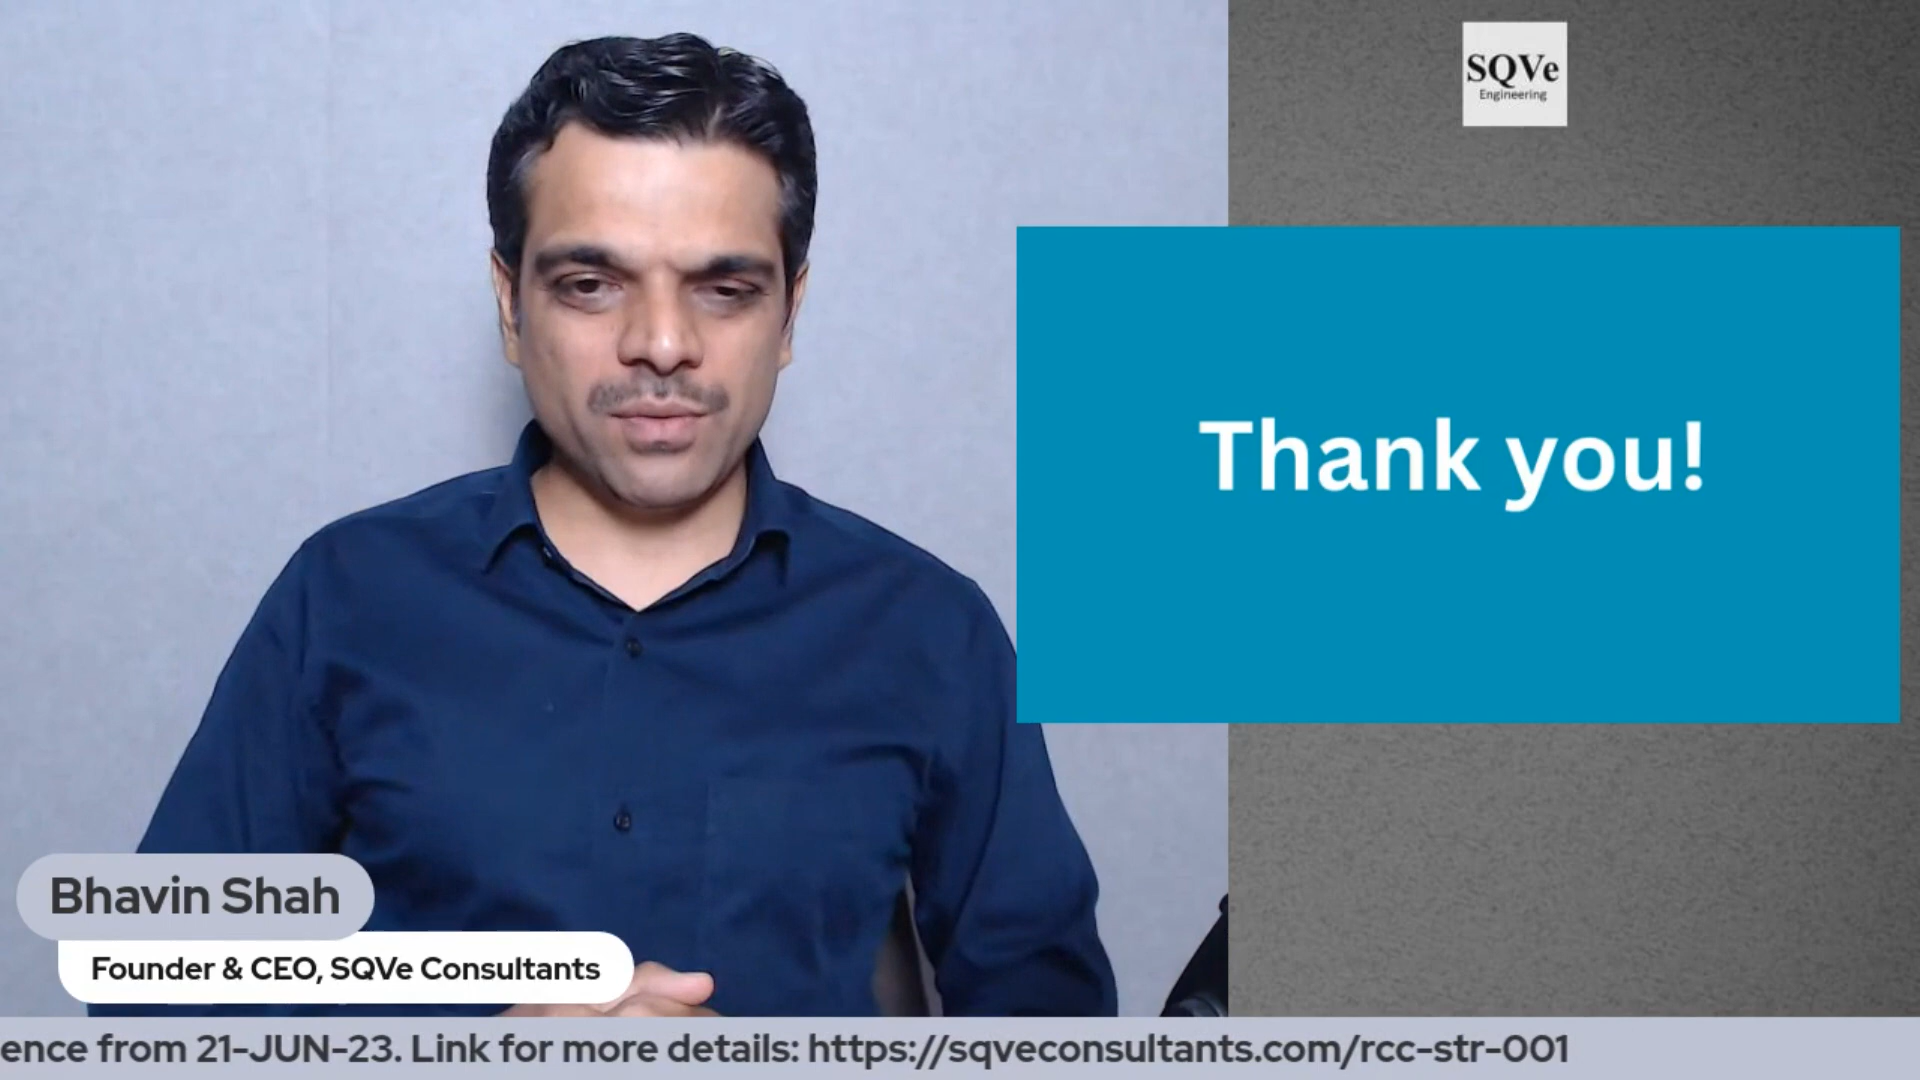 SQVe
Engineering
Thank you!
Bhavin Shah
Founder & CEO, SQVe Consultants
ence from 21-JUN-23. Link for more details: https://sqveconsultants.com/rcc-str-001